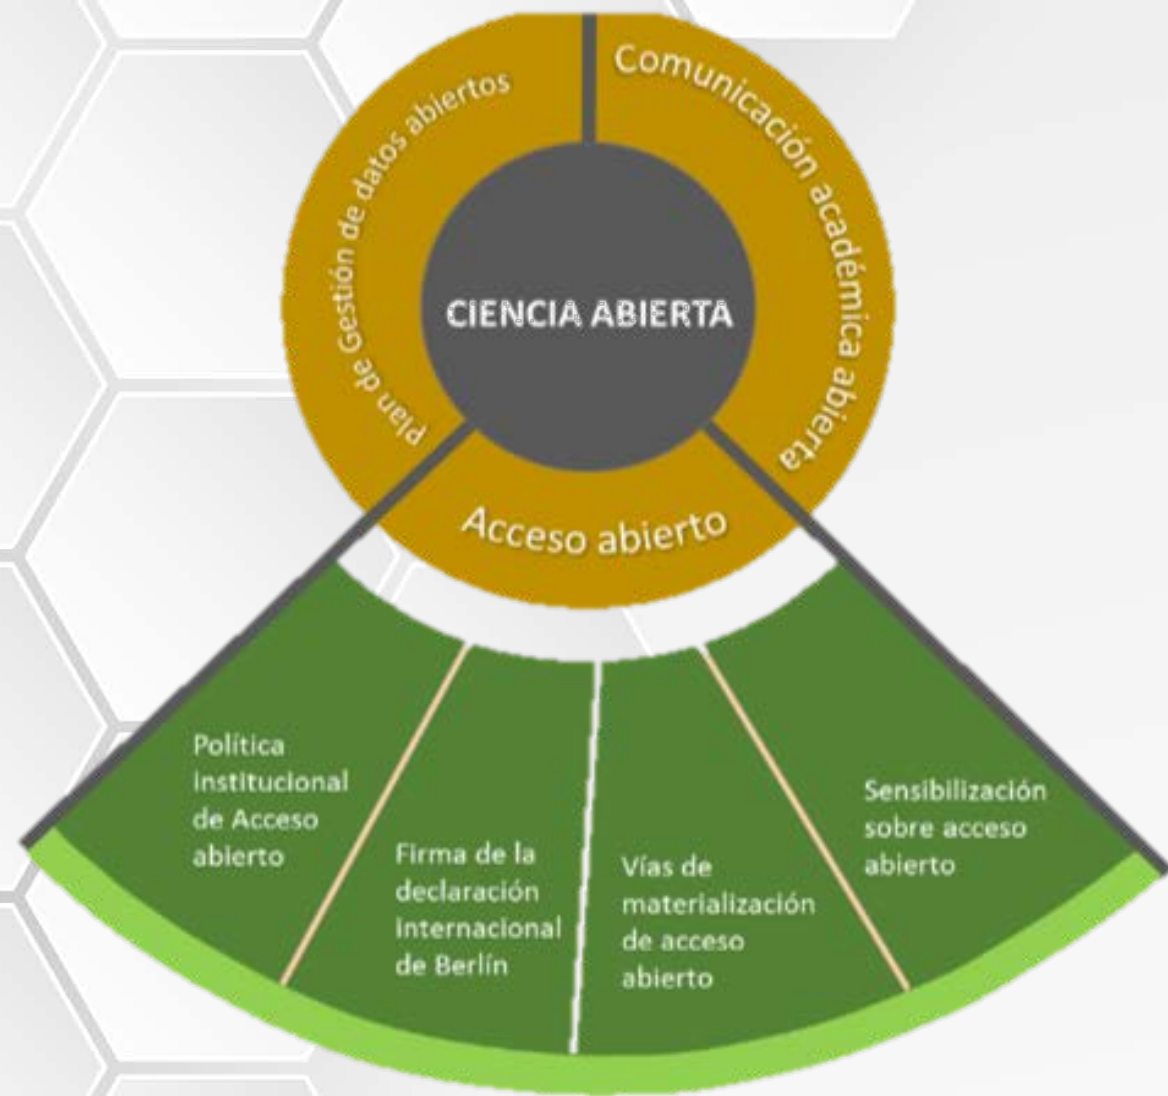 Plan de Gestión de datos abiertos
Comunicación académica abierta
CIENCIA ABIERTA
Acceso abierto
Política
institucional
de Acceso
abierto
Firma de la
declaración
internacional
de Berlín
Vías de
materialización
de acceso
abierto
Sensibilización
sobre acceso
abierto